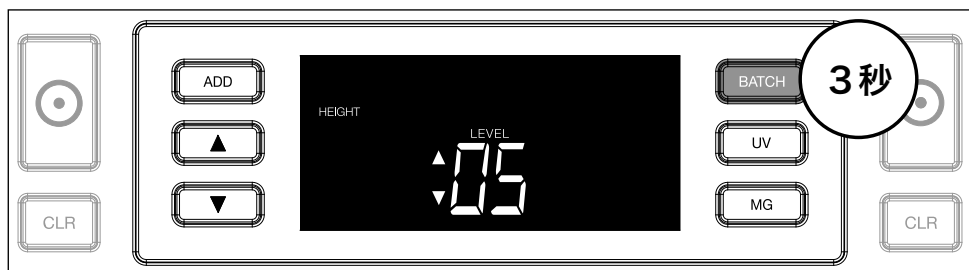 ADD
BATCH
3秒
HEIGHT
LEVEL
▲
▲
05
▼
UV
▼
MG
CLR
CLR